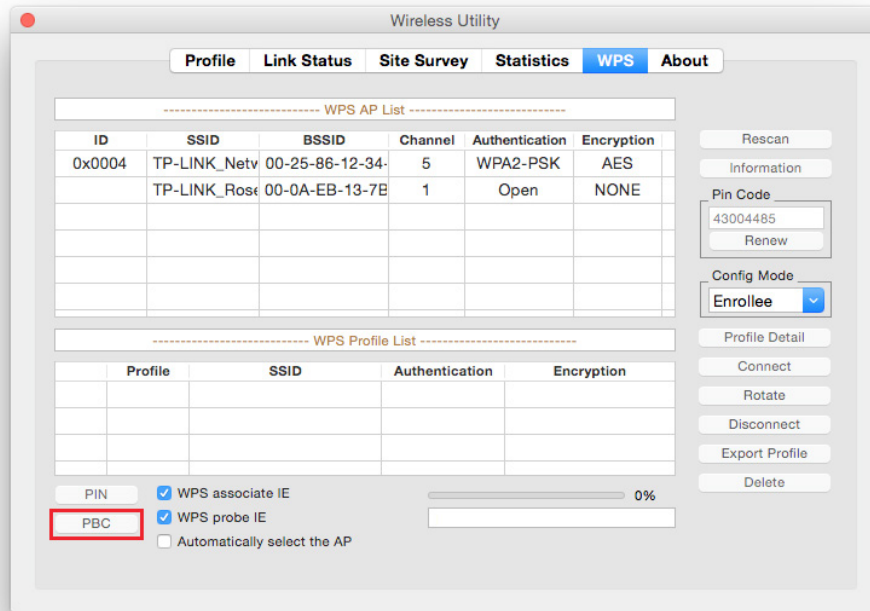 Wireless Utility
Profile Link Status Site Survey Statistics WPS About
--------------------------- WPS AP List ---------------------------
ID SSID BSSID Channel Authentication Encryption
0x0004 TP-LINK_Netw 00-25-86-12-34- 5 WPA2-PSK AES
TP-LINK_Rose 00-0A-EB-13-7B 1 Open NONE
Rescan
Information
Pin Code
43004485
Renew
Config Mode
Enrollee
--------------------------- WPS Profile List ---------------------------
Profile SSID Authentication Encryption
Profile Detail
Connect
Rotate
Disconnect
Export Profile
Delete
PIN WPS associate IE 0%
PBC WPS probe IE
Automatically select the AP